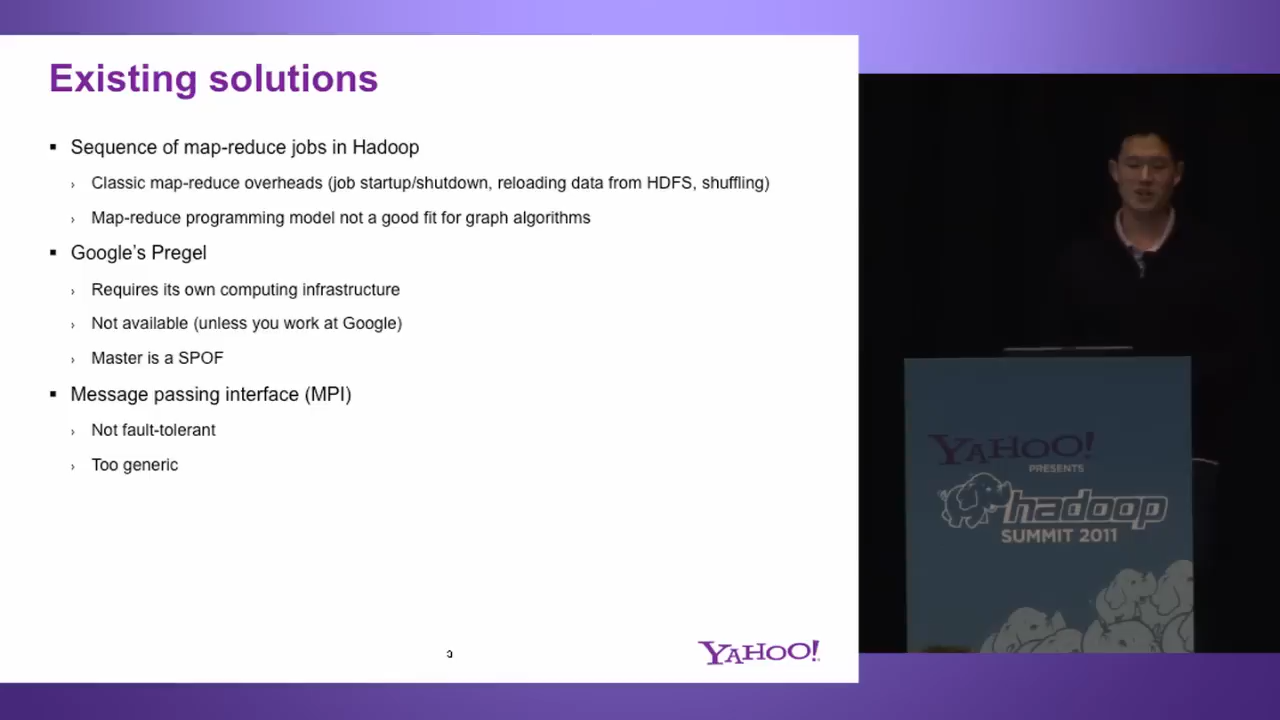 Existing solutions
▪ Sequence of map-reduce jobs in Hadoop
› Classic map-reduce overheads (job startup/shutdown, reloading data from HDFS, shuffling)
› Map-reduce programming model not a good fit for graph algorithms
▪ Google’s Pregel
› Requires its own computing infrastructure
› Not available (unless you work at Google)
› Master is a SPOF
▪ Message passing interface (MPI)
› Not fault-tolerant
› Too generic
3
YAHOO!
YAHOO!
PRESENTS
hadoop
SUMMIT 2011